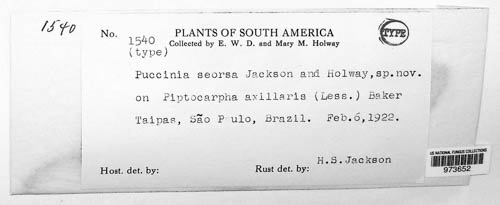 1540
No. 1540
(type)
PLANTS OF SOUTH AMERICA
Collected by E. W. D. and Mary M. Holway
TYPE
Puccinia seorsa Jackson and Holway, sp.nov.
on Piptocarpha axillaris (Less.) Baker
Taipas, São P ulo, Brazil. Feb.6,1922.
H.S.Jackson
Host. det. by: Rust det. by:
US NATIONAL FUNGUS COLLECTIONS
973652